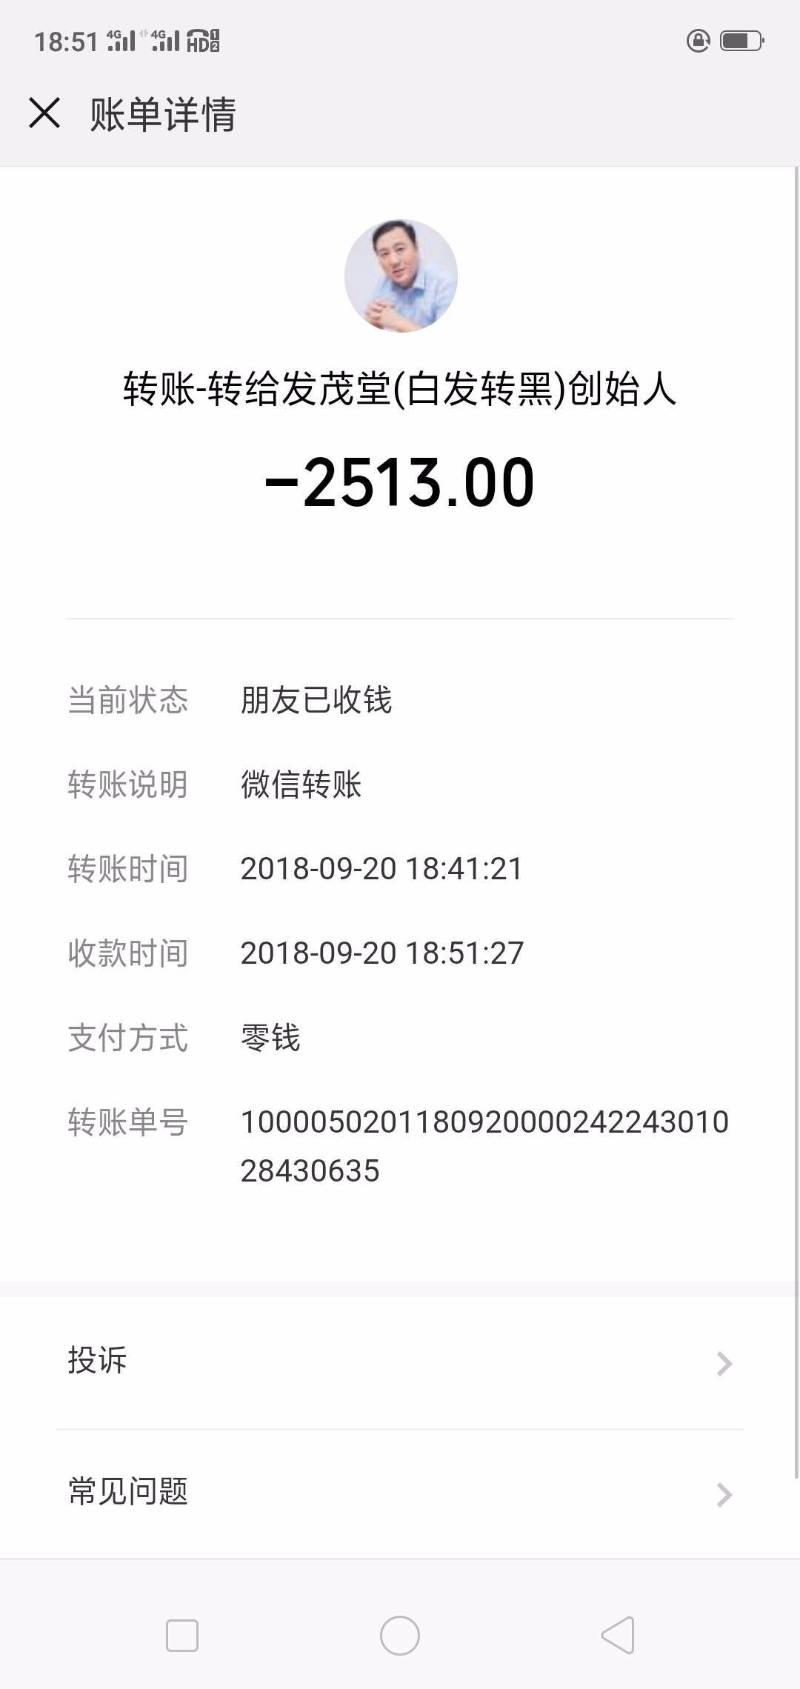 18:51 4G 4G HD 1 2
账单详情
转账-转给发茂堂(白发转黑)创始人
-2513.00
当前状态 朋友已收钱
转账说明 微信转账
转账时间 2018-09-20 18:41:21
收款时间 2018-09-20 18:51:27
支付方式 零钱
转账单号 1000050201180920000242243010
28430635
投诉
常见问题